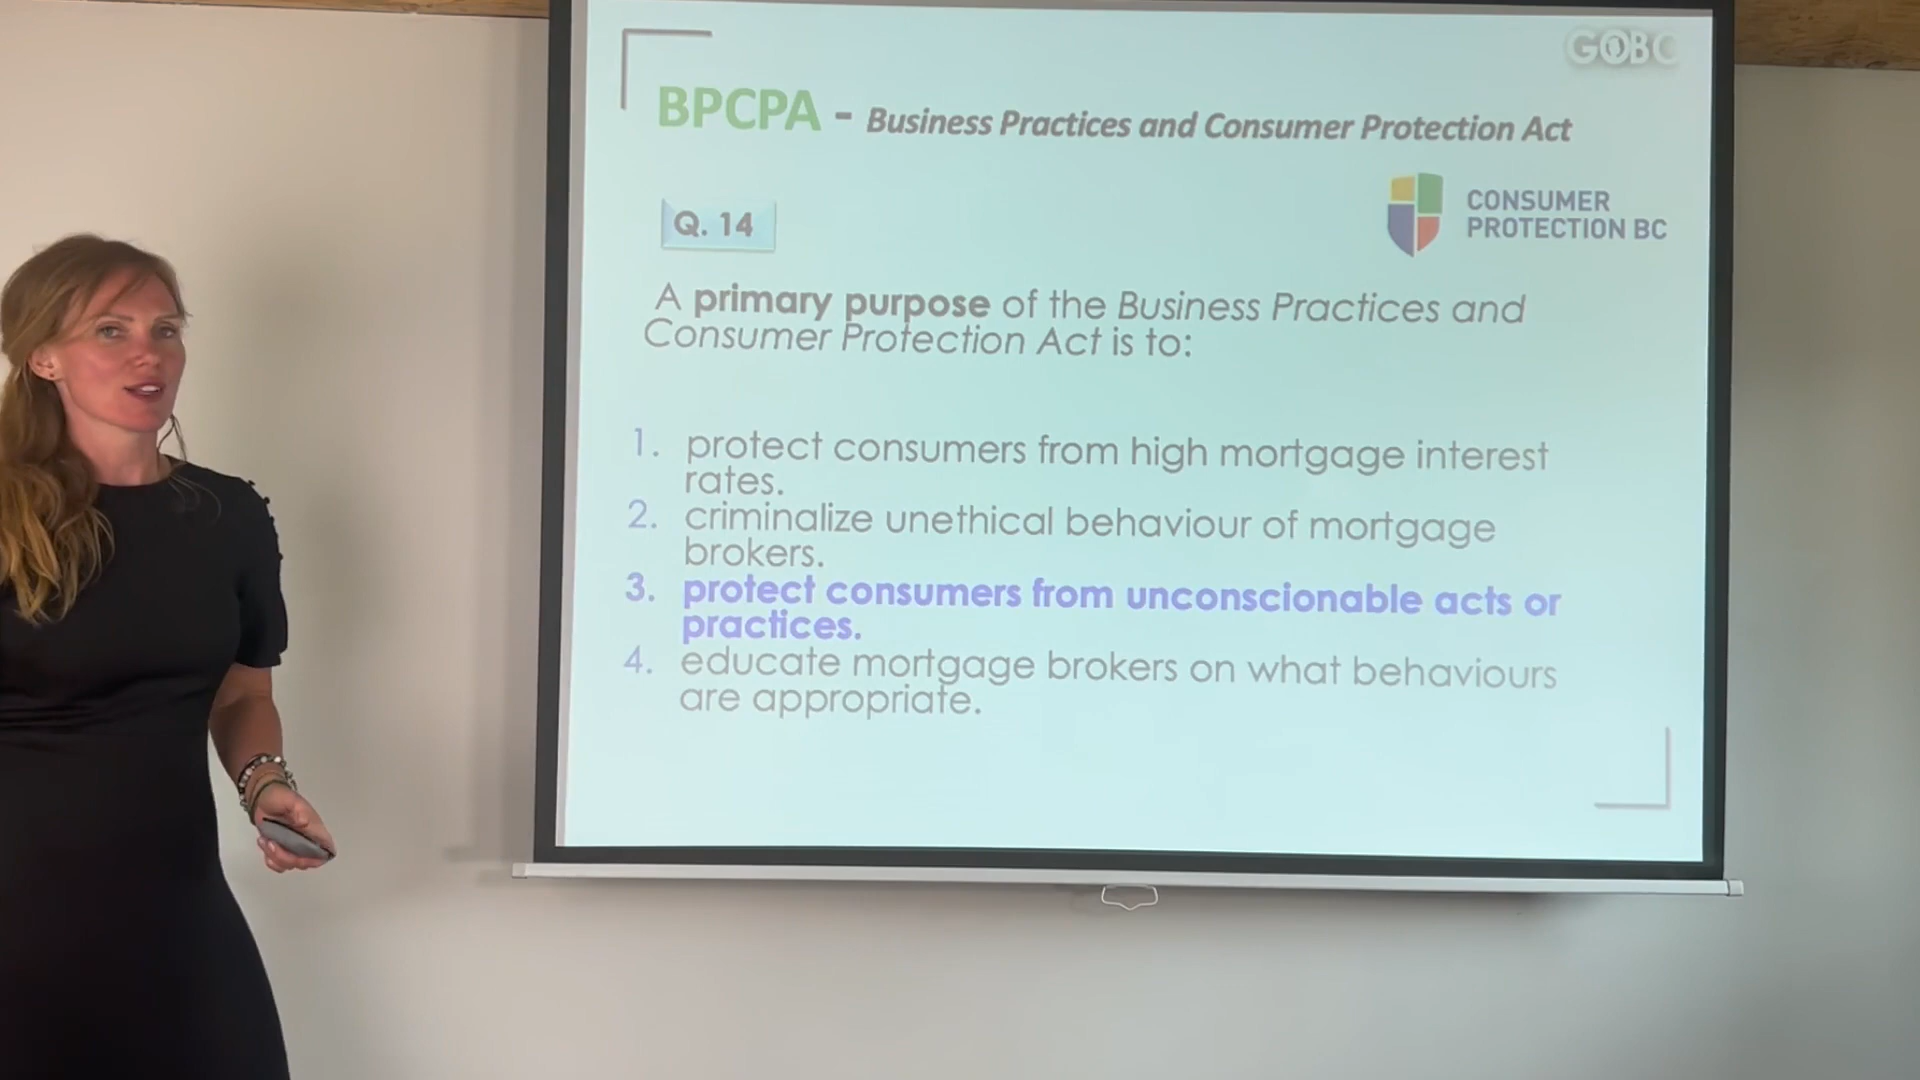 GOBC
BPCPA - Business Practices and Consumer Protection Act
CONSUMER
PROTECTION BC
Q. 14
A primary purpose of the Business Practices and
Consumer Protection Act is to:
1. protect consumers from high mortgage interest
rates.
2. criminalize unethical behaviour of mortgage
brokers.
3. protect consumers from unconscionable acts or
practices.
4. educate mortgage brokers on what behaviours
are appropriate.